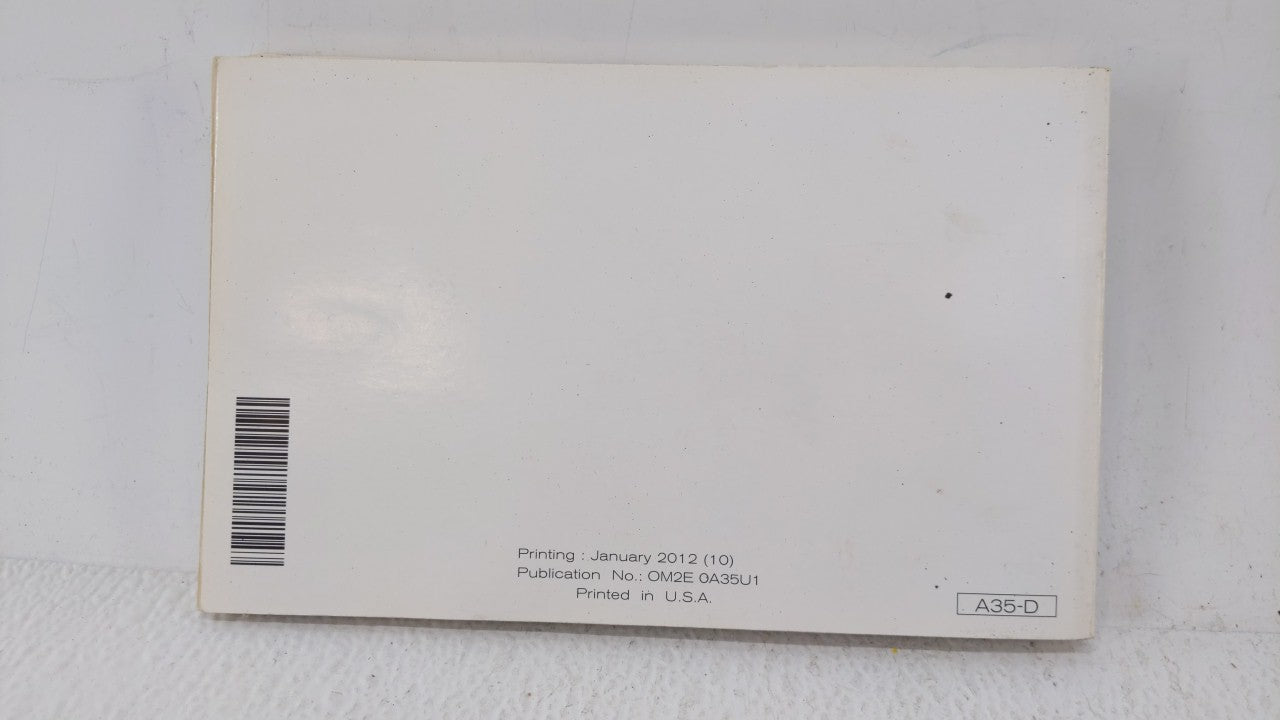 Printing : January 2012 (10)
Publication No.: OM2E 0A35U1
Printed in U.S.A.
A35-D